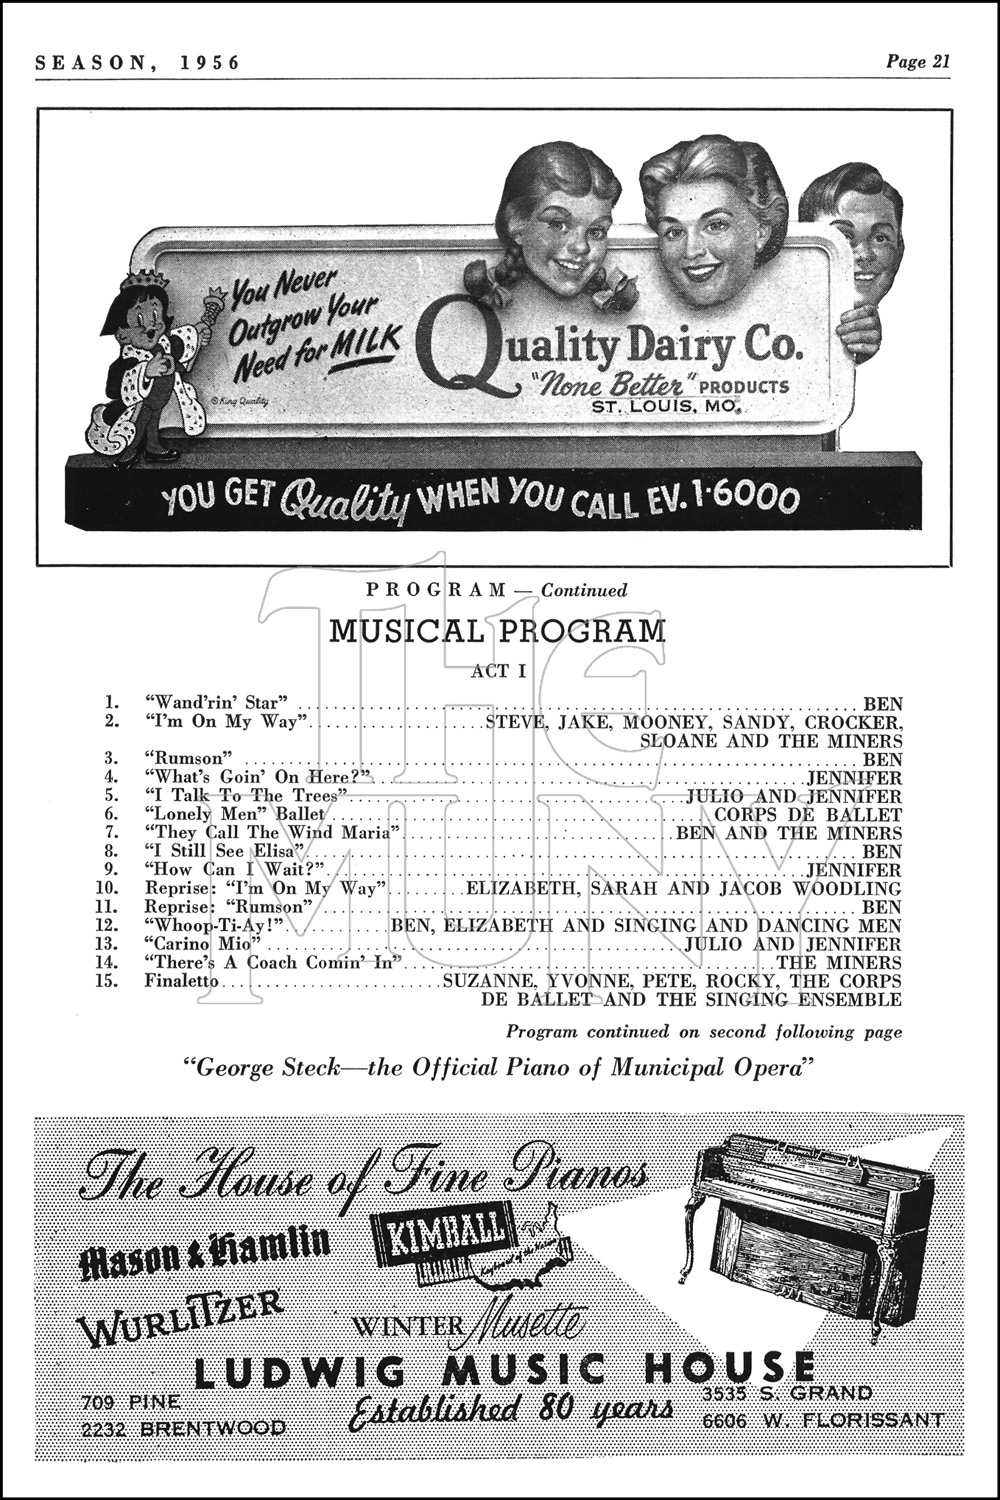 SEASON, 1956
Page 21
You Never
Outgrow Your
Need for MILK
© King Quality
Quality Dairy Co.
"None Better" PRODUCTS
ST. LOUIS, MO.
YOU GET Quality WHEN YOU CALL EV. 1-6000
PROGRAM — Continued
MUSICAL PROGRAM
ACT I
1. “Wand'rin' Star” BEN
2. “I'm On My Way” STEVE, JAKE, MOONEY, SANDY, CROCKER,
SLOANE AND THE MINERS
3. “Rumson” BEN
4. “What's Goin' On Here?” JENNIFER
5. “I Talk To The Trees” JULIO AND JENNIFER
6. “Lonely Men” Ballet CORPS DE BALLET
7. “They Call The Wind Maria” BEN AND THE MINERS
8. “I Still See Elisa” BEN
9. “How Can I Wait?” JENNIFER
10. Reprise: “I'm On My Way” ELIZABETH, SARAH AND JACOB WOODLING
11. Reprise: “Rumson” BEN
12. “Whoop-Ti-Ay!” BEN, ELIZABETH AND SINGING AND DANCING MEN
13. “Carino Mio” JULIO AND JENNIFER
14. “There's A Coach Comin' In” THE MINERS
15. Finaletto SUZANNE, YVONNE, PETE, ROCKY, THE CORPS
DE BALLET AND THE SINGING ENSEMBLE
THE
MUNY
Program continued on second following page
“George Steck—the Official Piano of Municipal Opera”
The House of Fine Pianos
Mason & Hamlin
KIMBALL
Keyboard of the Nation
WURLITZER
WINTER Musette
LUDWIG MUSIC HOUSE
709 PINE
2232 BRENTWOOD
Established 80 years
3535 S. GRAND
6606 W. FLORISSANT